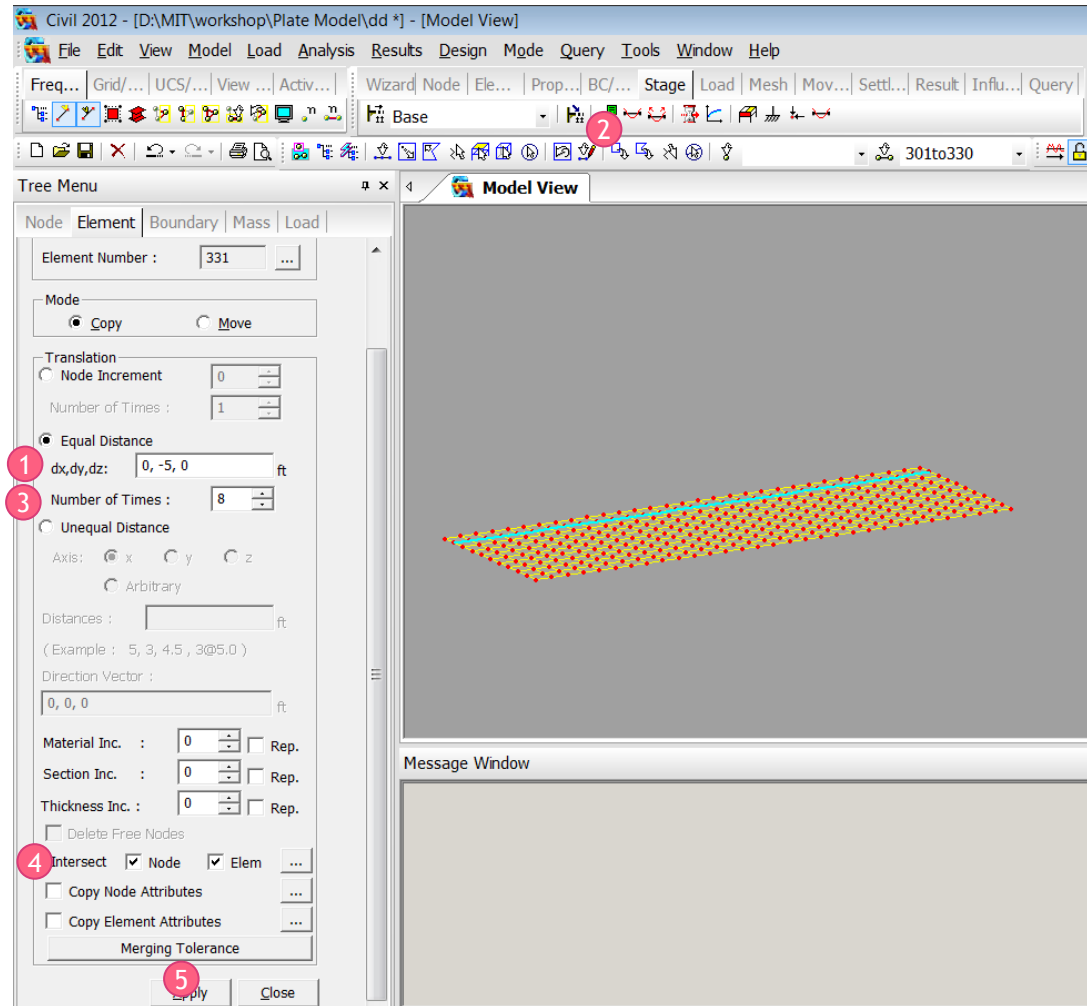 Civil 2012 - [D:\MIT\workshop\Plate Model\dd *] - [Model View]
File Edit View Model Load Analysis Results Design Mode Query Tools Window Help
Freq... Grid/... UCS/... View ... Activ... Wizard Node Ele... Prop... BC/... Stage Load Mesh Mov... Settl... Result Influ... Query
Base
2
301to330
Tree Menu
Model View
Node Element Boundary Mass Load
Element Number : 331 ...
Mode
Copy Move
Translation
Node Increment 0
Number of Times : 1
Equal Distance
1 dx,dy,dz: 0, -5, 0 ft
3 Number of Times : 8
Unequal Distance
Axis: x y z
Arbitrary
Distances : ft
( Example : 5, 3, 4.5 , 3@5.0 )
Direction Vector :
0, 0, 0 ft
Material Inc. : 0 Rep.
Section Inc. : 0 Rep.
Thickness Inc. : 0 Rep.
Delete Free Nodes
4 Intersect Node Elem ...
Copy Node Attributes ...
Copy Element Attributes ...
Merging Tolerance
5
Apply Close
Message Window